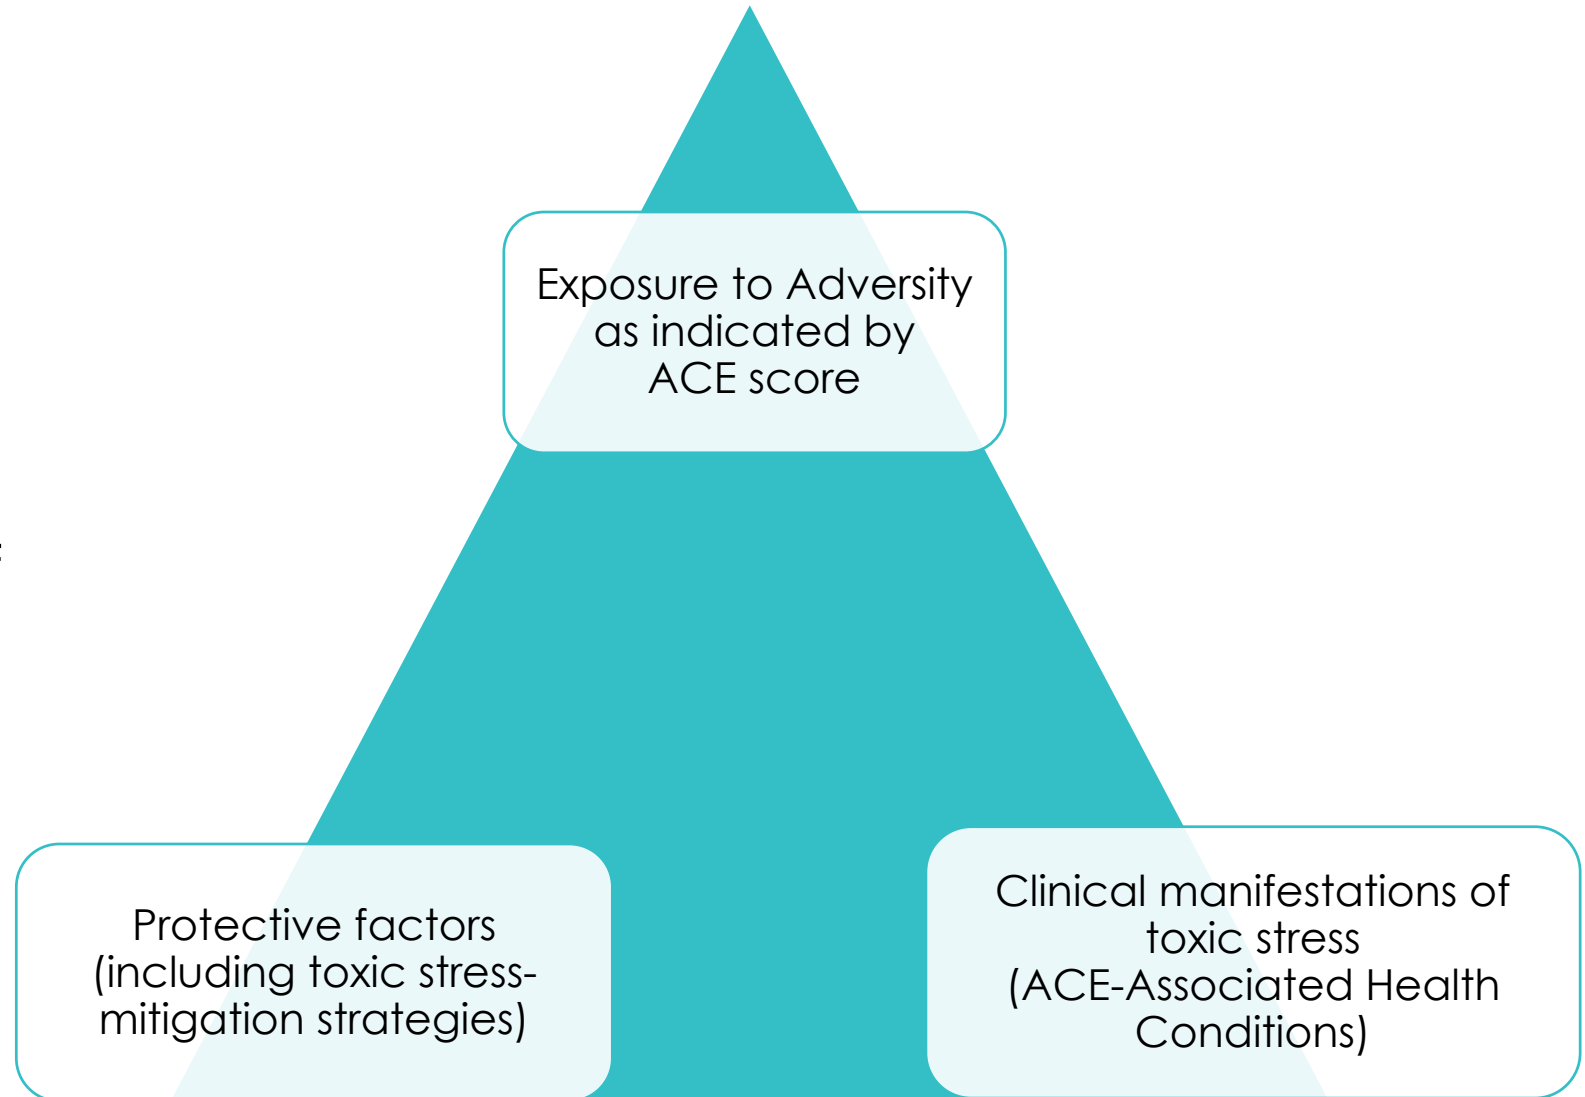 Exposure to Adversity
as indicated by
ACE score
Protective factors
(including toxic stress-
mitigation strategies)
Clinical manifestations of
toxic stress
(ACE-Associated Health
Conditions)